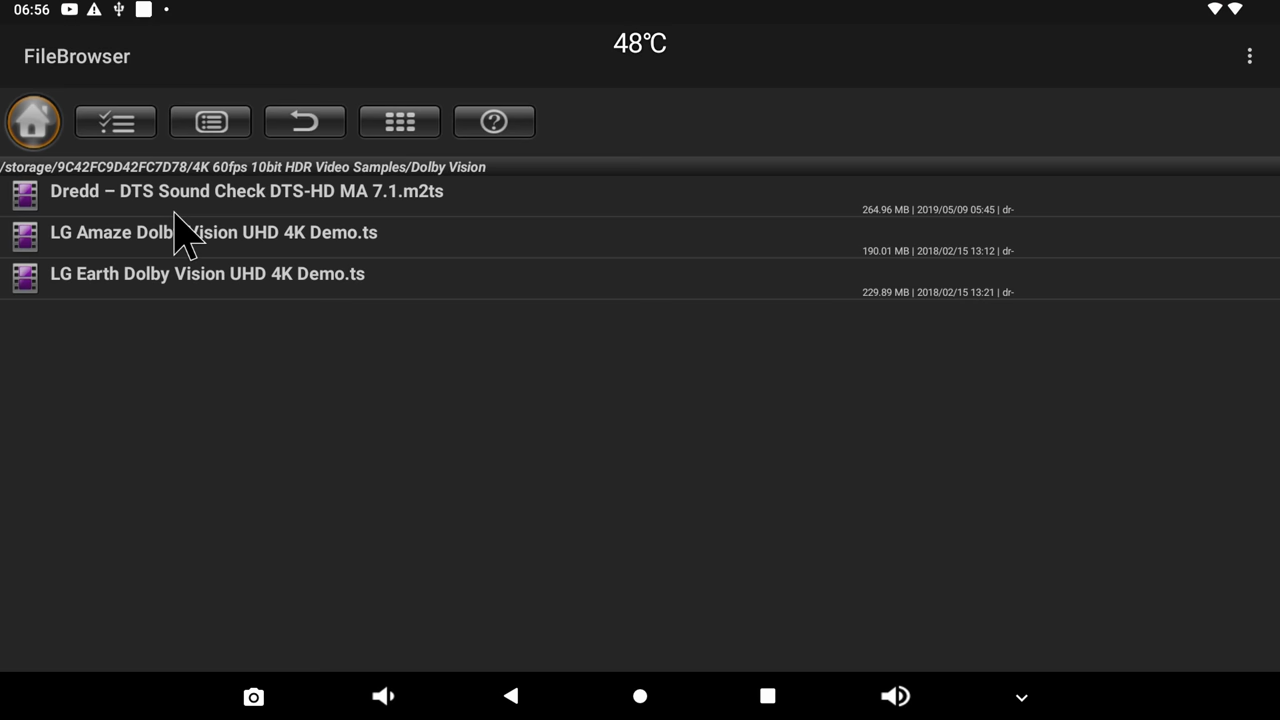 06:56
48℃
FileBrowser
/storage/9C42FC9D42FC7D78/4K 60fps 10bit HDR Video Samples/Dolby Vision
Dredd – DTS Sound Check DTS-HD MA 7.1.m2ts
264.96 MB | 2019/05/09 05:45 | dr-
LG Amaze Dolby Vision UHD 4K Demo.ts
190.01 MB | 2018/02/15 13:12 | dr-
LG Earth Dolby Vision UHD 4K Demo.ts
229.89 MB | 2018/02/15 13:21 | dr-